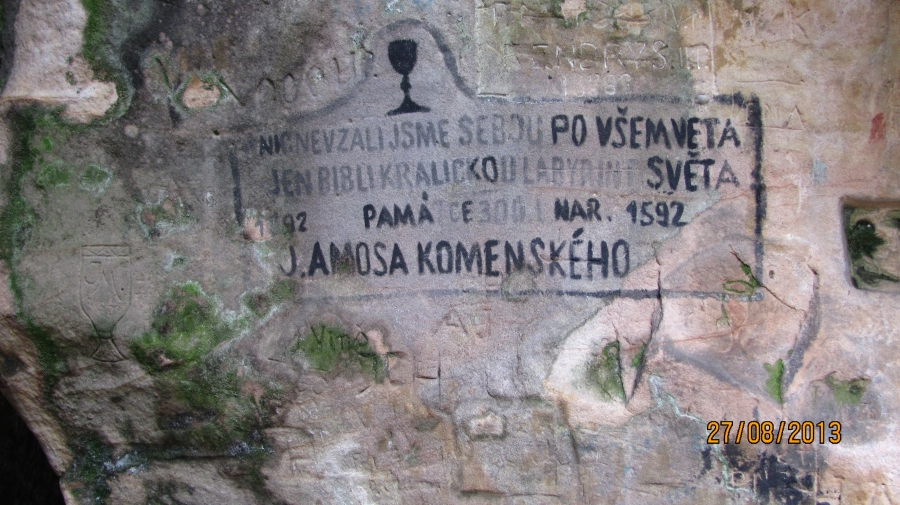 NIC NEVZALI JSME SEBOU PO VŠEM VETA
JEN BIBLI KRALICKOU LABYRINT SVĚTA
1892 PAMÁTCE 300.L NAR. 1592
J. AMOSA KOMENSKÉHO
27/08/2013